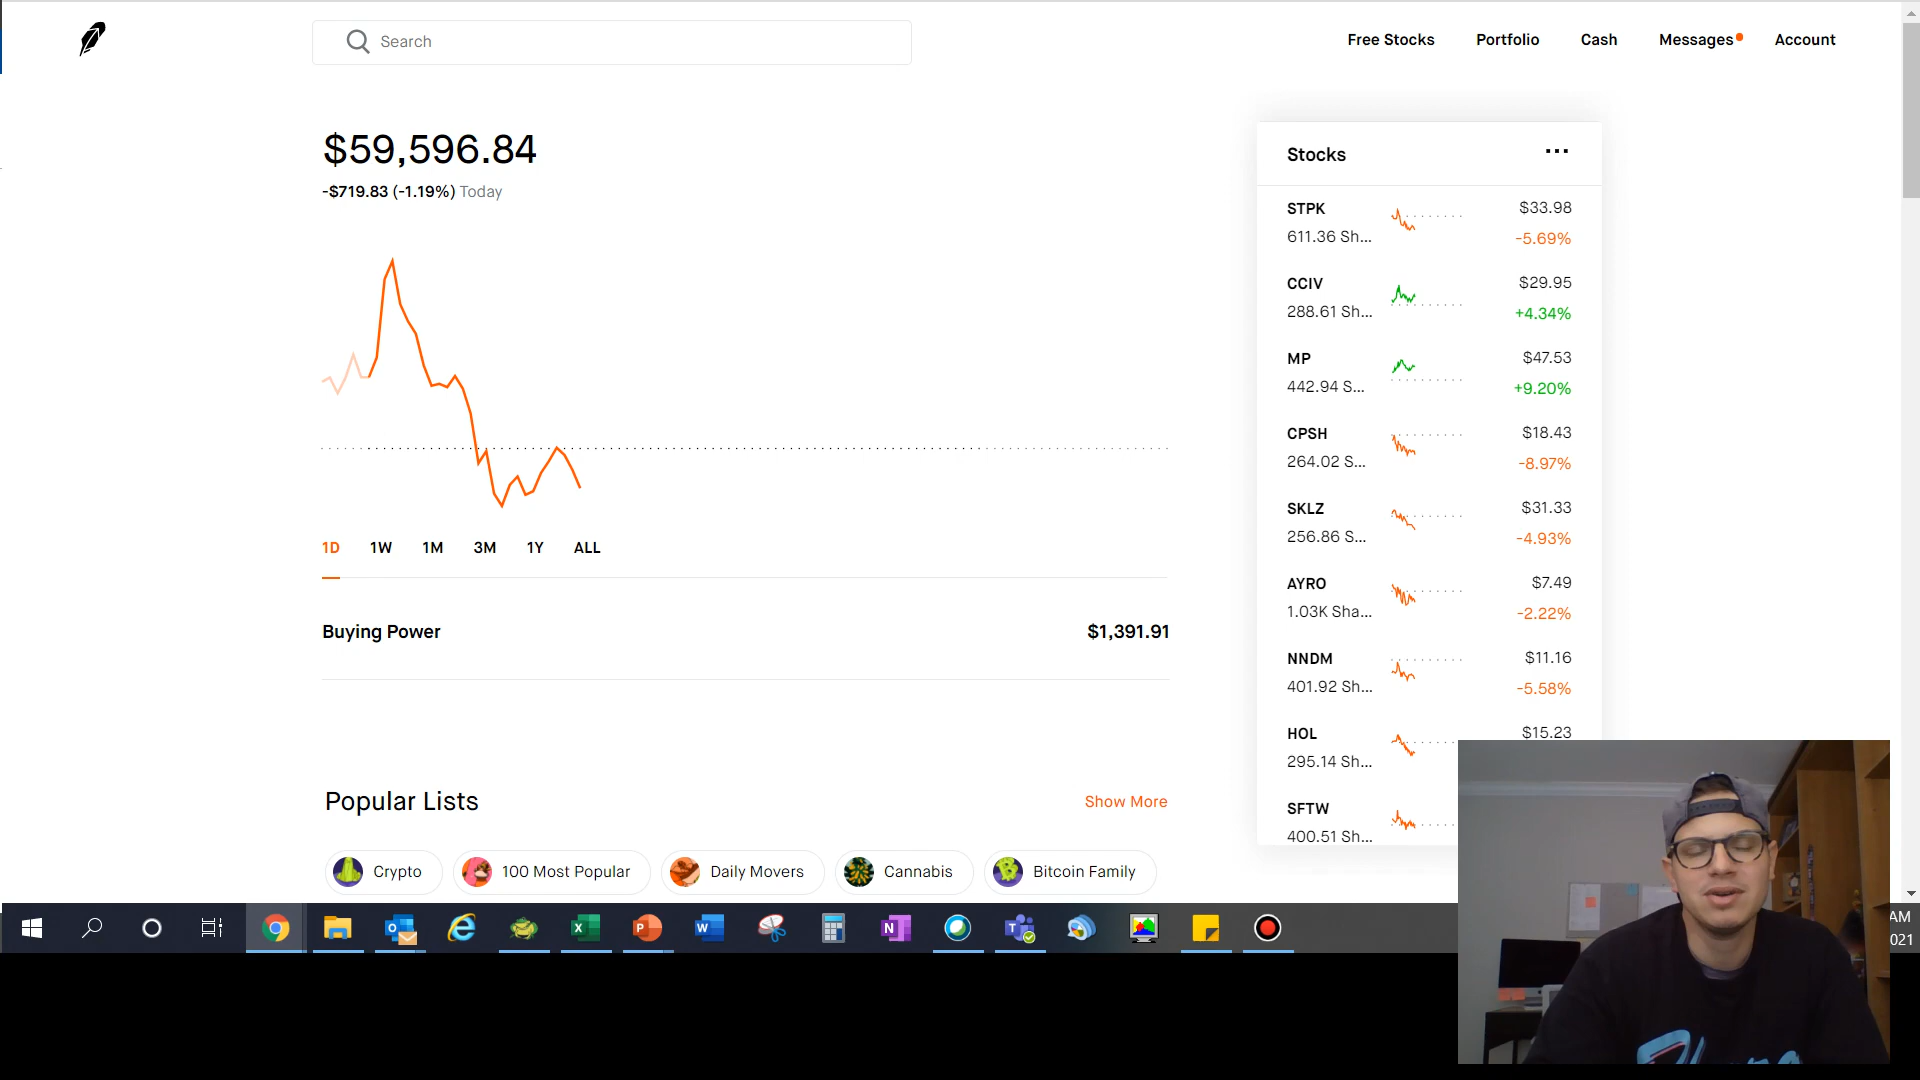 Search
Free Stocks
Portfolio
Cash
Messages
Account
$59,596.84
-$719.83 (-1.19%) Today
1D
1W
1M
3M
1Y
ALL
Buying Power
$1,391.91
Popular Lists
Show More
Crypto
100 Most Popular
Daily Movers
Cannabis
Bitcoin Family
Stocks
STPK
$33.98
611.36 Sh...
-5.69%
CCIV
$29.95
288.61 Sh...
+4.34%
MP
$47.53
442.94 S...
+9.20%
CPSH
$18.43
264.02 S...
-8.97%
SKLZ
$31.33
256.86 S...
-4.93%
AYRO
$7.49
1.03K Sha...
-2.22%
NNDM
$11.16
401.92 Sh...
-5.58%
HOL
$15.23
295.14 Sh...
SFTW
400.51 Sh...
AM
021